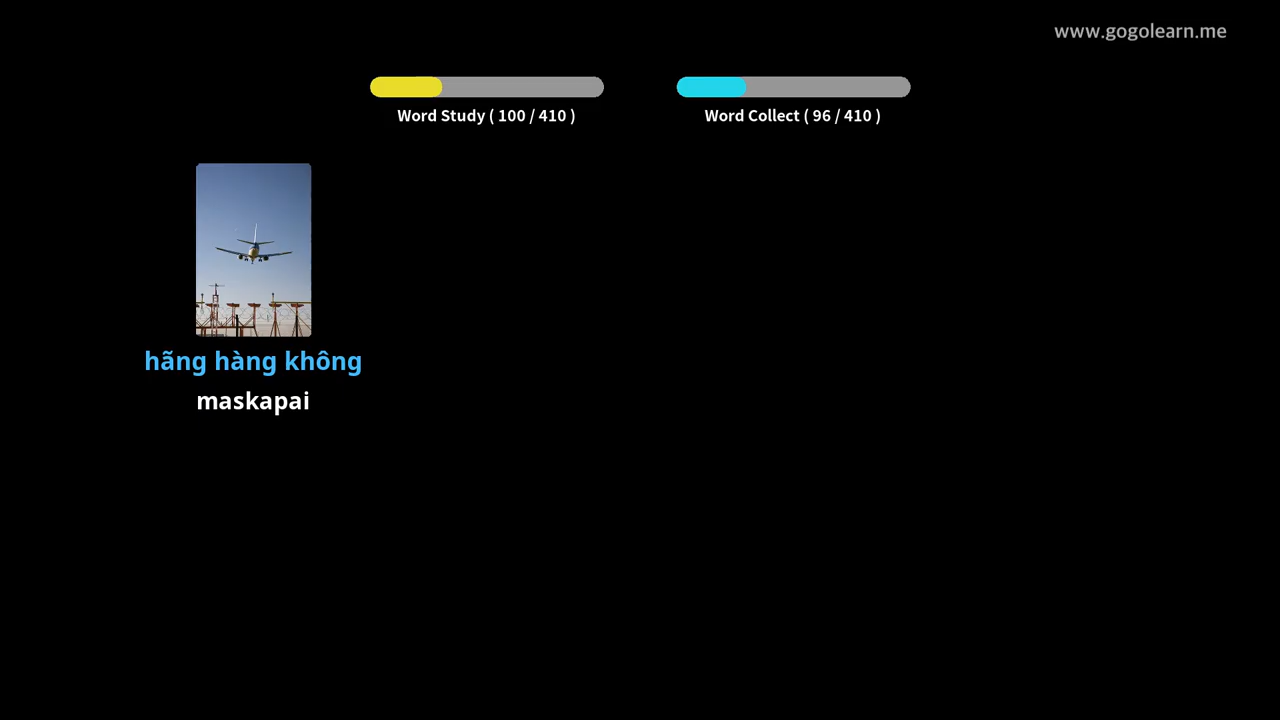 www.gogolearn.me
Word Study ( 100 / 410 )
Word Collect ( 96 / 410 )
hãng hàng không
maskapai